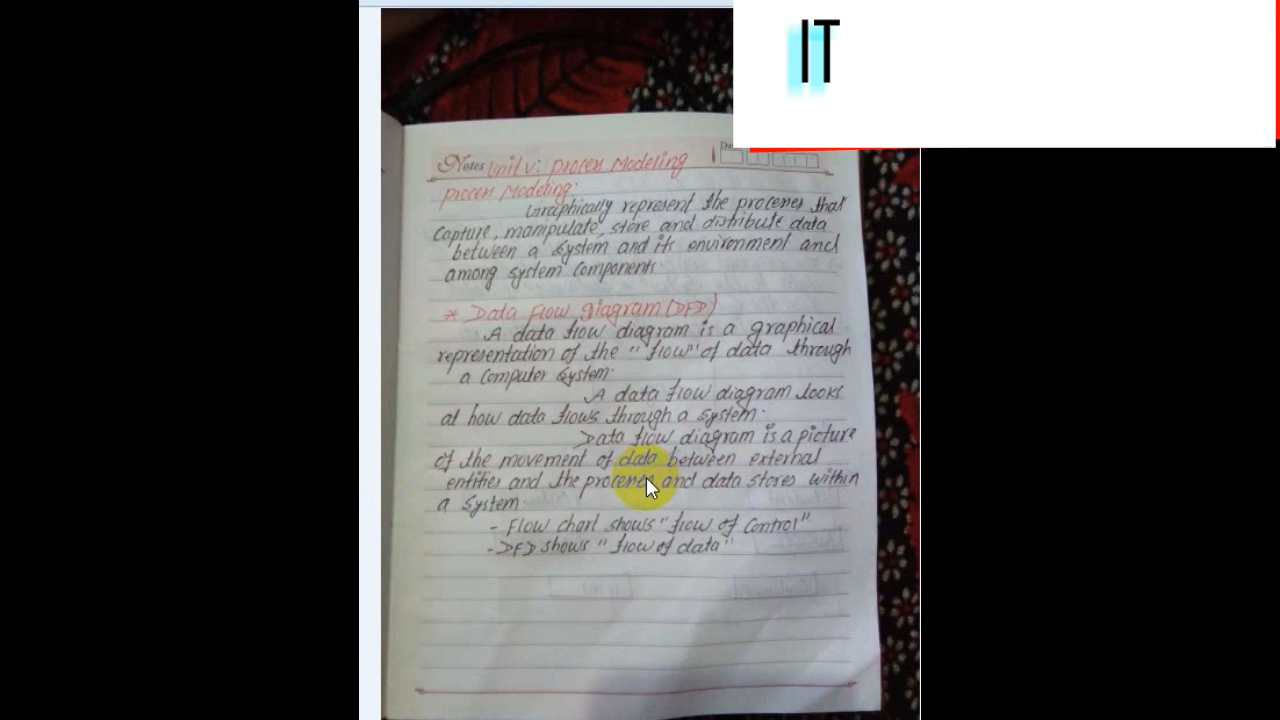 IT
Notes Unit V: Process Modeling
Process Modeling:
Graphically represent the processes that
capture, manipulate, store and distribute data
between a system and its environment and
among system components
* Data Flow Diagram (DFD)
A data flow diagram is a graphical
representation of the "flow" of data through
a computer system.
A data flow diagram looks
at how data flows through a system.
Data flow diagram is a picture
of the movement of data between external
entities and the processes and data stores within
a system
- Flow chart shows "flow of control"
- DFD shows "flow of data"